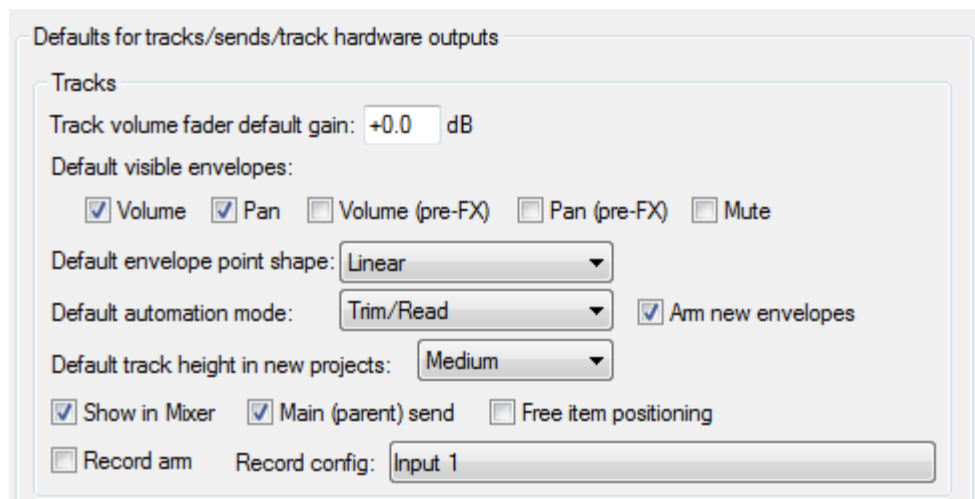 Defaults for tracks/sends/track hardware outputs
Tracks
Track volume fader default gain: +0.0 dB
Default visible envelopes:
Volume Pan Volume (pre-FX) Pan (pre-FX) Mute
Default envelope point shape: Linear
Default automation mode: Trim/Read Arm new envelopes
Default track height in new projects: Medium
Show in Mixer Main (parent) send Free item positioning
Record arm Record config: Input 1